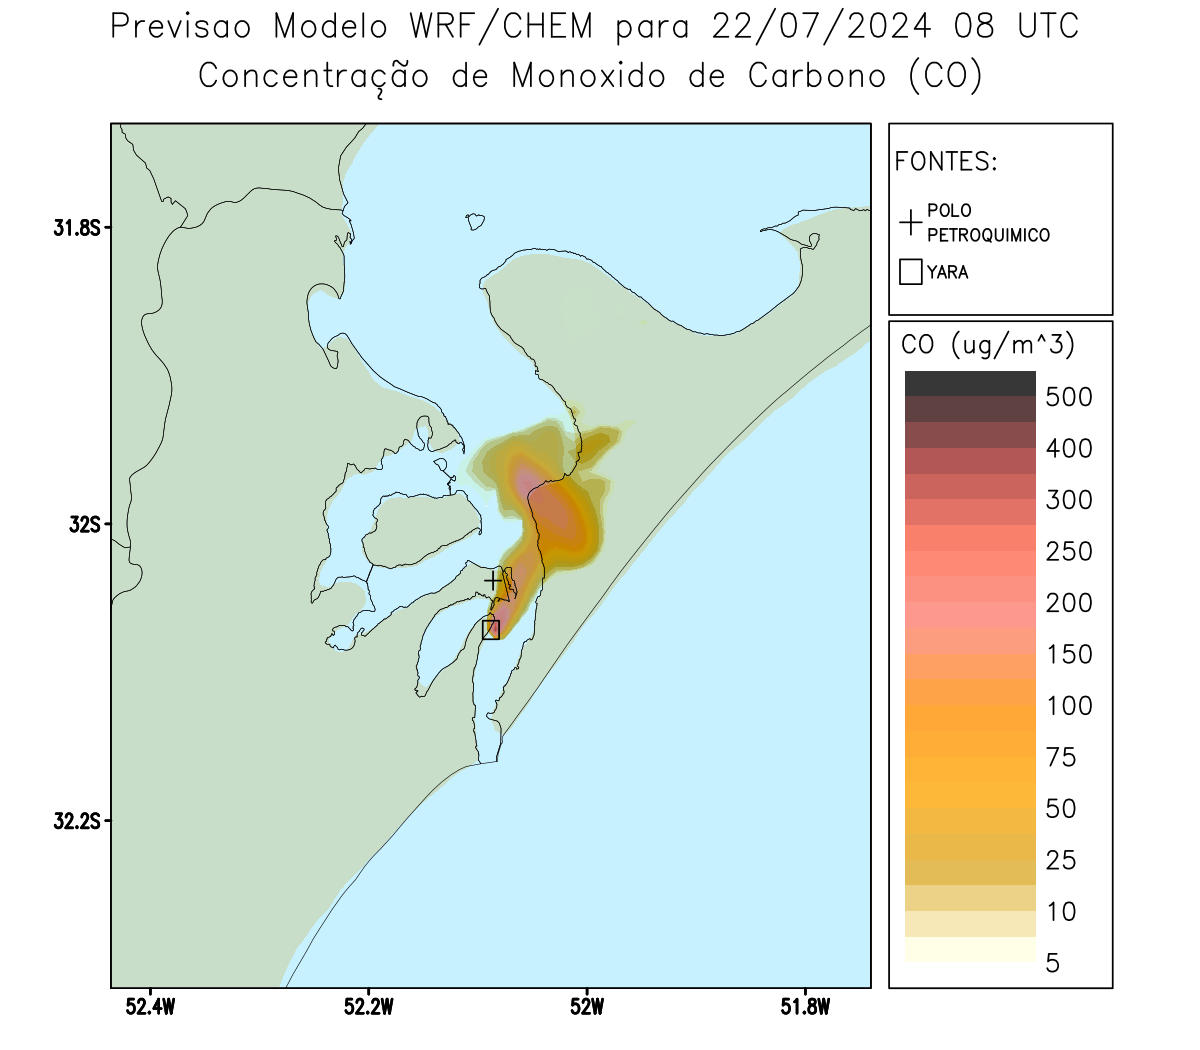 Previsao Modelo WRF/CHEM para 22/07/2024 08 UTC
Concentração de Monoxido de Carbono (CO)
FONTES:
POLO
PETROQUIMICO
YARA
31.8S
32S
32.2S
52.4W
52.2W
52W
51.8W
CO (ug/m^3)
500
400
300
250
200
150
100
75
50
25
10
5